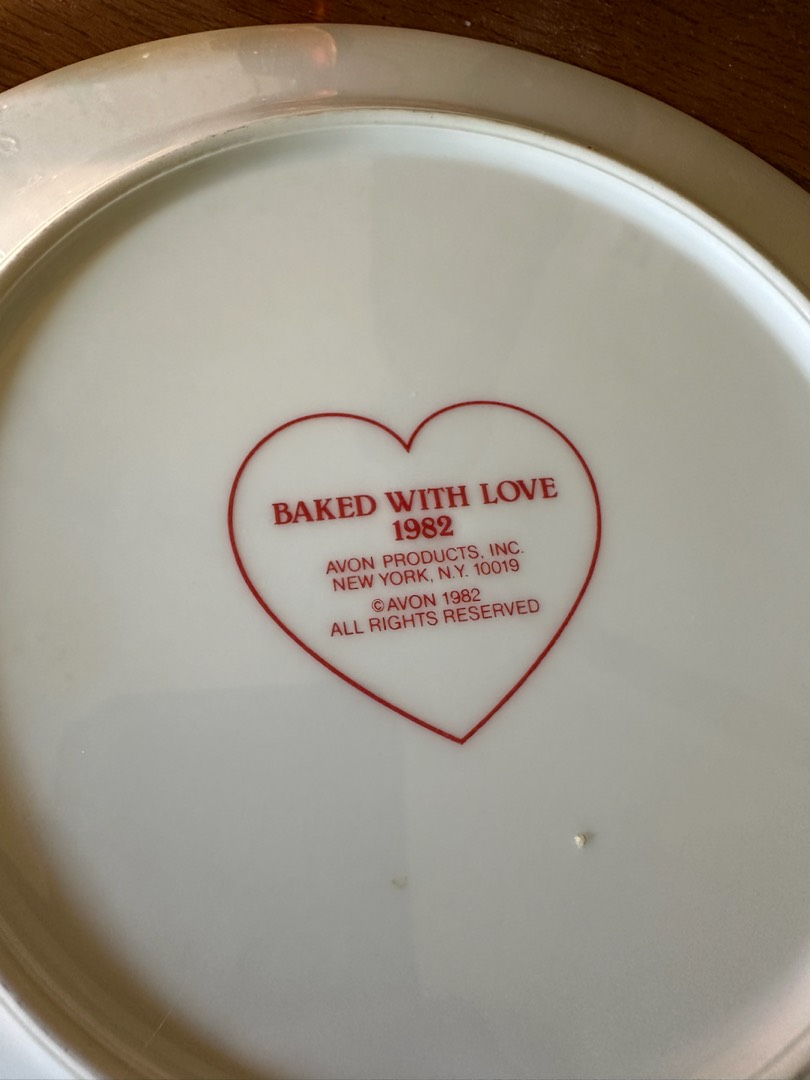 BAKED WITH LOVE
1982
AVON PRODUCTS, INC.
NEW YORK, N.Y. 10019
©AVON 1982
ALL RIGHTS RESERVED